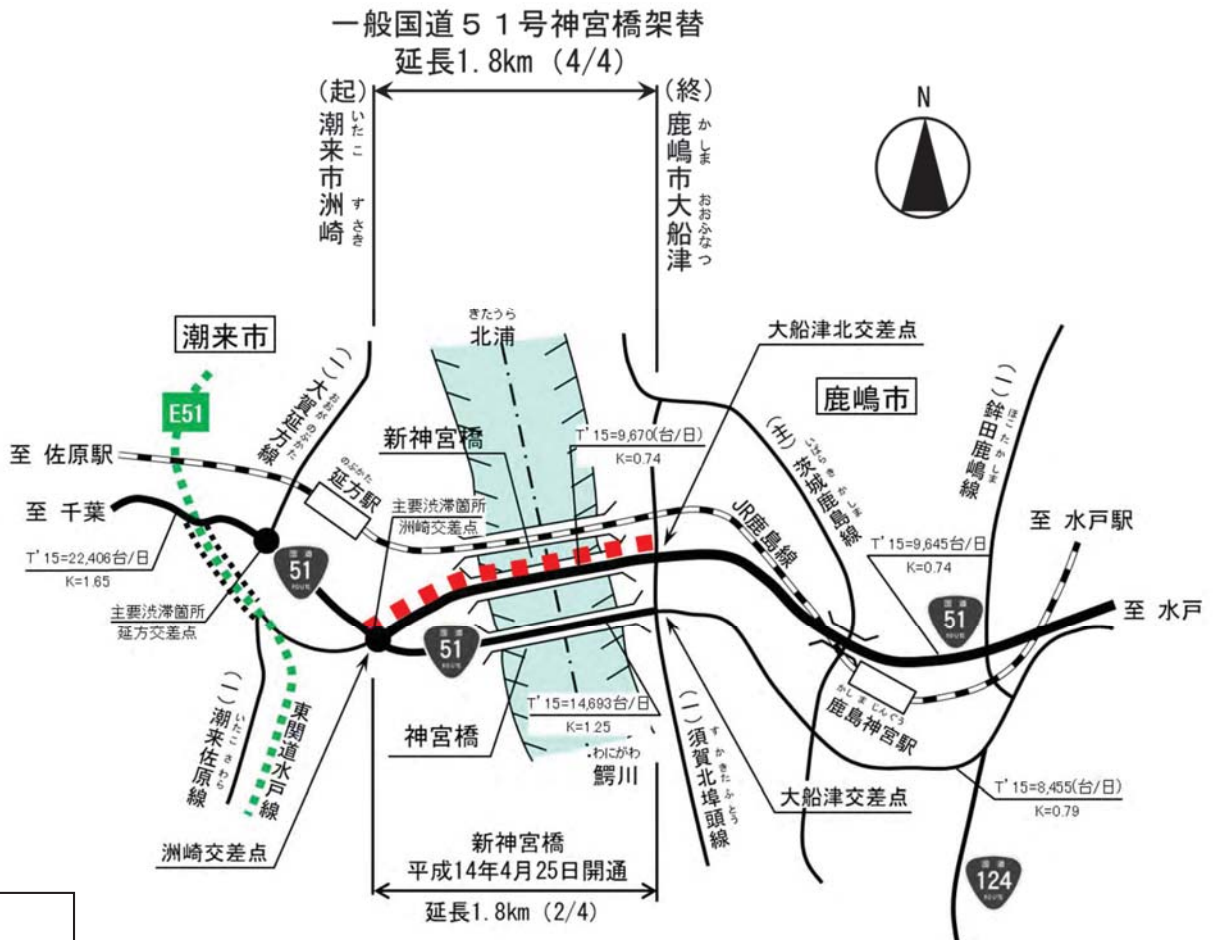 一般国道５１号神宮橋架替
延長1.8km (4/4)
(起)
潮来市洲崎
いたこ すさき
(終)
鹿嶋市大船津
かしま おおふなつ
N
きたうら
北浦
大船津北交差点
潮来市
(一)大賀延方線
おおがのぶかた
鹿嶋市
(一)鉾田鹿嶋線
ほこたかしま
E51
新神宮橋
T'15=9,670(台/日)
K=0.74
(主)茨城鹿島線
いばらきかしま
至 佐原駅
のぶかた
延方駅
主要渋滞箇所
洲崎交差点
JR鹿島線
至 水戸駅
至 千葉
T'15=22,406台/日
K=1.65
T'15=9,645台/日
K=0.74
国道
51
ROUTE
主要渋滞箇所
延方交差点
国道
51
ROUTE
国道
51
ROUTE
至 水戸
かしまじんぐう
鹿島神宮駅
(一)潮来佐原線
いたこさわら
東関道水戸線
T'15=14,693台/日
K=1.25
神宮橋
わにがわ
鰐川
(一)須賀北埠頭線
すかきたふとう
T'15=8,455(台/日)
K=0.79
大船津交差点
洲崎交差点
新神宮橋
平成14年4月25日開通
延長1.8km (2/4)
国道
124
ROUTE